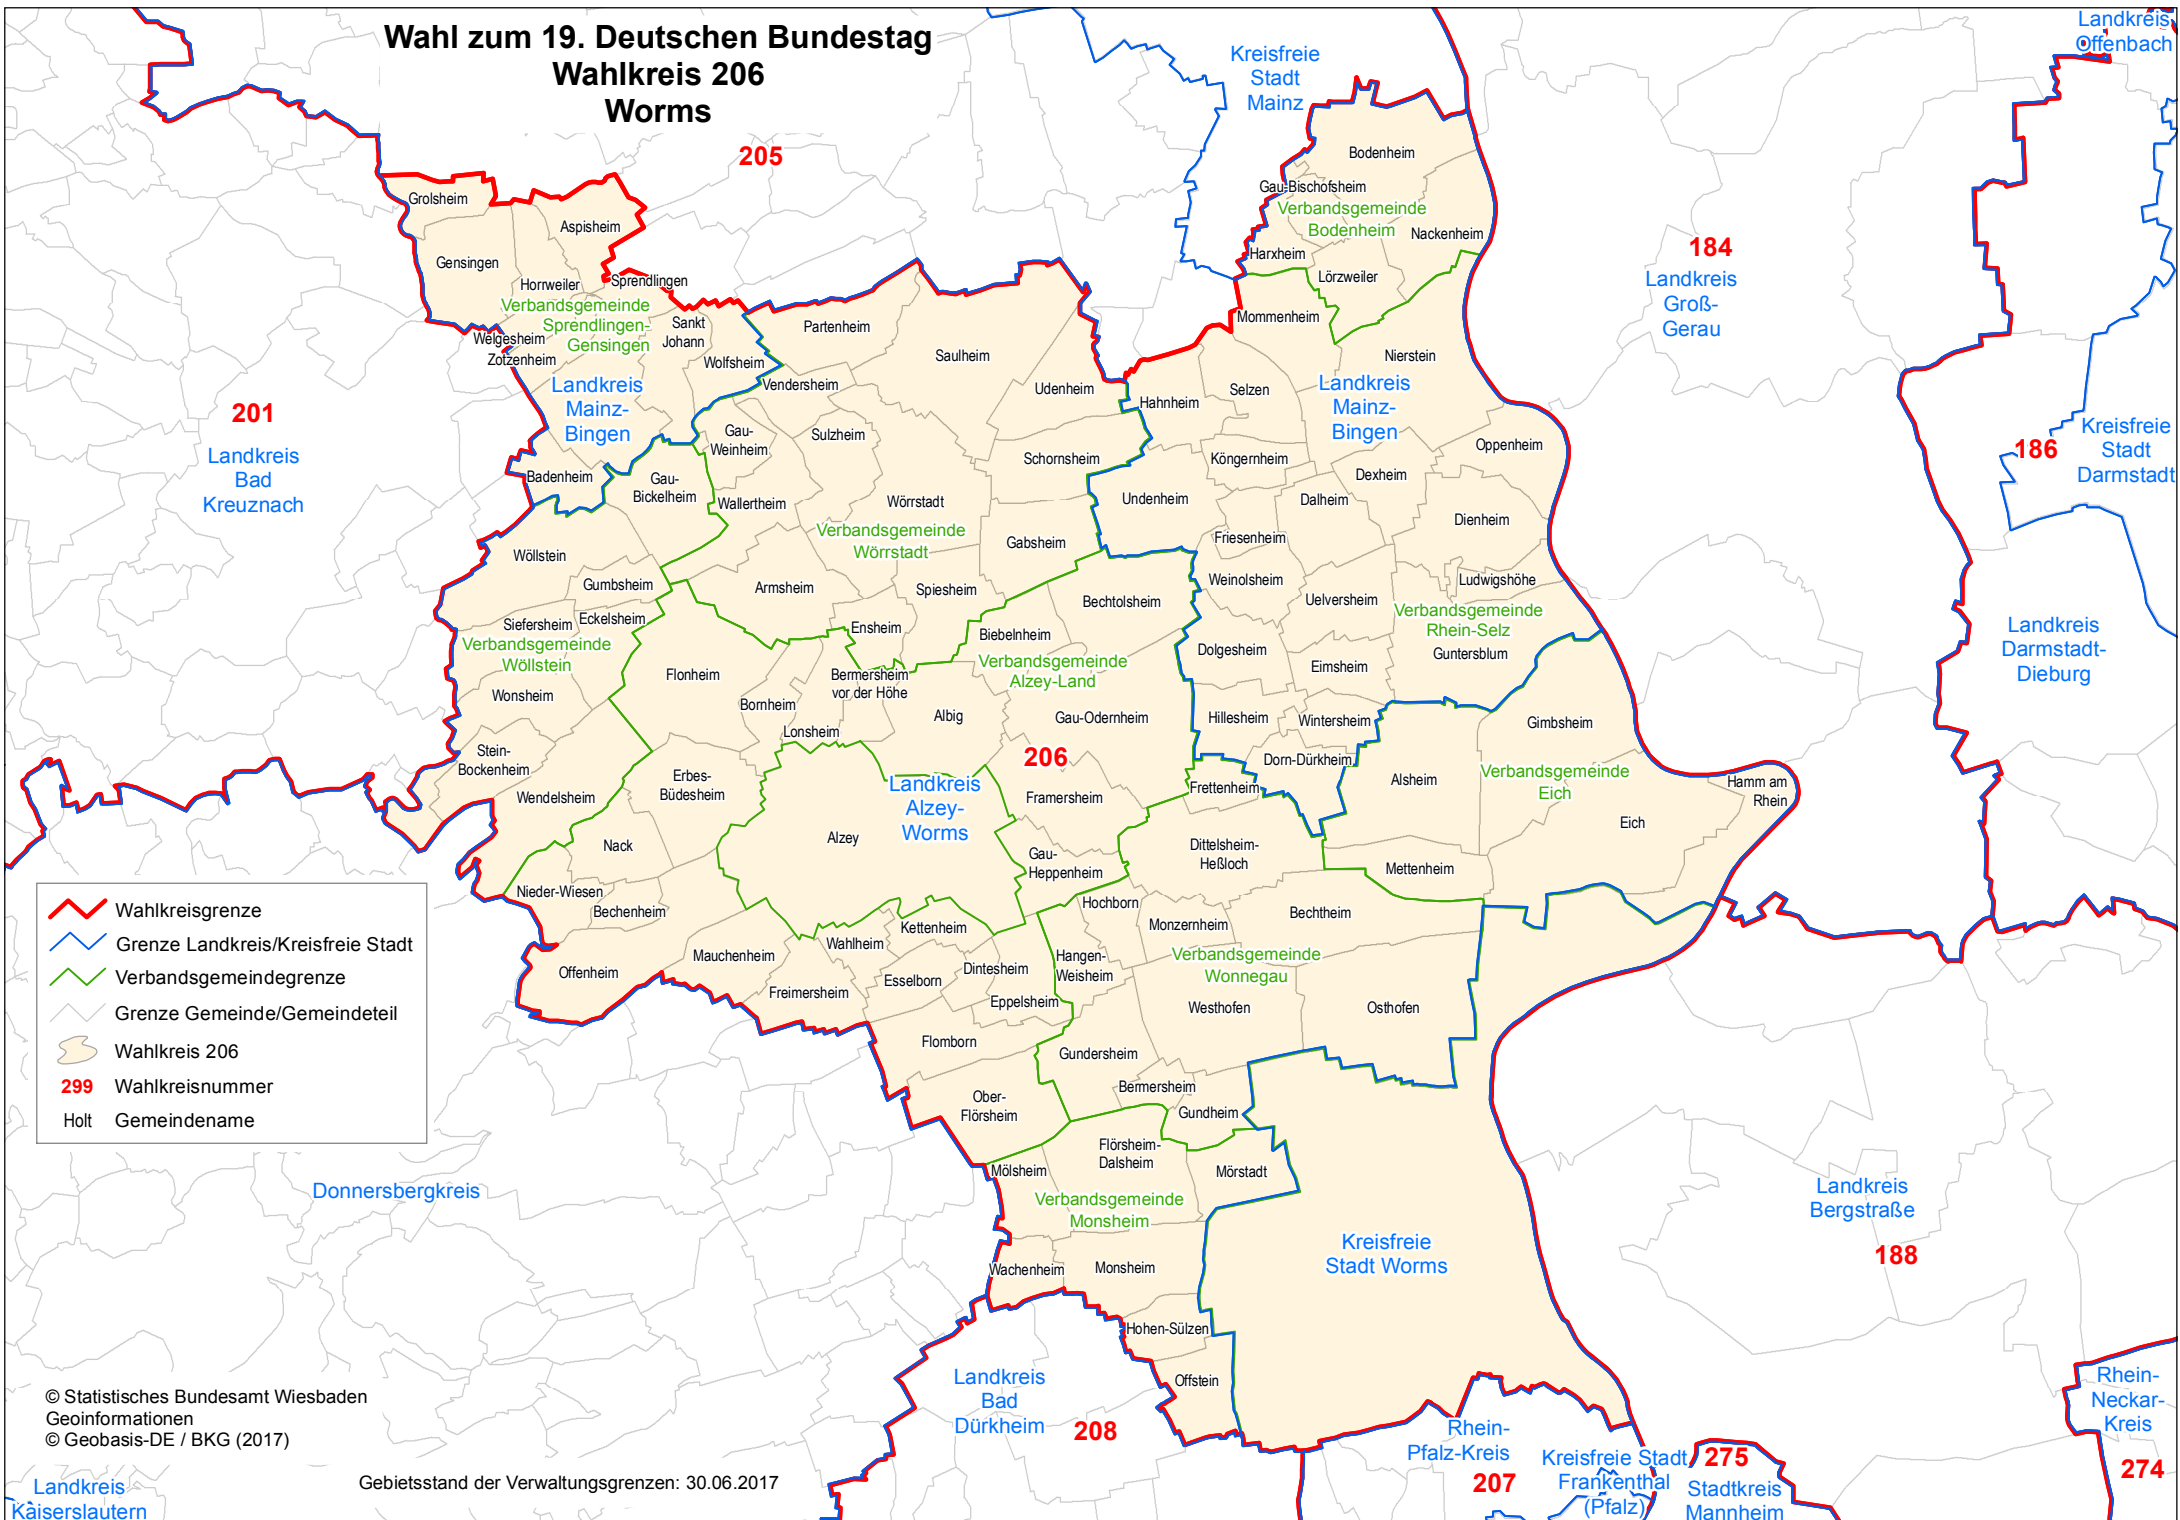 Wahl zum 19. Deutschen Bundestag
Wahlkreis 206
Worms
Landkreis
Offenbach
Kreisfreie
Stadt
Mainz
205
Bodenheim
Gau-Bischofsheim
Verbandsgemeinde
Bodenheim
Nackenheim
Harxheim
Lörzweiler
Mommenheim
184
Landkreis
Groß-
Gerau
Grolsheim
Aspisheim
Gensingen
Horrweiler
Sprendlingen
Verbandsgemeinde
Sprendlingen-
Gensingen
Sankt
Johann
Welgesheim
Zotzenheim
Wolfsheim
Landkreis
Mainz-
Bingen
Badenheim
Partenheim
Saulheim
Vendersheim
Udenheim
Gau-
Weinheim
Sulzheim
Schornsheim
Gau-
Bickelheim
Wallertheim
Wörrstadt
Verbandsgemeinde
Wörrstadt
Gabsheim
Armsheim
Spiesheim
Ensheim
Nierstein
Selzen
Hahnheim
Landkreis
Mainz-
Bingen
Oppenheim
Köngernheim
Dexheim
Undenheim
Dalheim
Dienheim
Friesenheim
Weinolsheim
Ludwigshöhe
Uelversheim
Verbandsgemeinde
Rhein-Selz
Guntersblum
Dolgesheim
Eimsheim
Hillesheim
Wintersheim
Dorn-Dürkheim
201
Landkreis
Bad
Kreuznach
186
Kreisfreie
Stadt
Darmstadt
Landkreis
Darmstadt-
Dieburg
Wöllstein
Gumbsheim
Siefersheim
Eckelsheim
Verbandsgemeinde
Wöllstein
Wonsheim
Stein-
Bockenheim
Wendelsheim
Flonheim
Bornheim
Lonsheim
Bermersheim
vor der Höhe
Albig
Biebelnheim
Bechtolsheim
Verbandsgemeinde
Alzey-Land
Gau-Odernheim
206
Framersheim
Erbes-
Büdesheim
Landkreis
Alzey-
Worms
Alzey
Nack
Nieder-Wiesen
Bechenheim
Offenheim
Mauchenheim
Wahlheim
Freimersheim
Kettenheim
Esselborn
Dintesheim
Eppelsheim
Flomborn
Ober-
Flörsheim
Gau-
Heppenheim
Gimbsheim
Alsheim
Verbandsgemeinde
Eich
Hamm am
Rhein
Eich
Mettenheim
Frettenheim
Dittelsheim-
Heßloch
Hochborn
Monzernheim
Bechtheim
Hangen-
Weisheim
Verbandsgemeinde
Wonnegau
Westhofen
Osthofen
Gundersheim
Bermersheim
Gundheim
Flörsheim-
Dalsheim
Mörstadt
Mölsheim
Verbandsgemeinde
Monsheim
Wachenheim
Monsheim
Hohen-Sülzen
Offstein
Kreisfreie
Stadt Worms
Landkreis
Bergstraße
188
Wahlkreisgrenze
Grenze Landkreis/Kreisfreie Stadt
Verbandsgemeindegrenze
Grenze Gemeinde/Gemeindeteil
Wahlkreis 206
299 Wahlkreisnummer
Holt Gemeindename
Donnersbergkreis
Landkreis
Bad
Dürkheim
208
Rhein-
Pfalz-Kreis
207
Kreisfreie Stadt
Frankenthal
(Pfalz)
275
Stadtkreis
Mannheim
Rhein-
Neckar-
Kreis
274
© Statistisches Bundesamt Wiesbaden
Geoinformationen
© Geobasis-DE / BKG (2017)
Gebietsstand der Verwaltungsgrenzen: 30.06.2017
Landkreis
Kaiserslautern